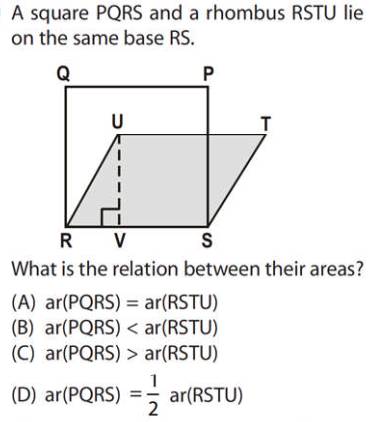 A square PQRS and a rhombus RSTU lie
on the same base RS.
Q P
U T
R V S
What is the relation between their areas?
(A) ar(PQRS) = ar(RSTU)
(B) ar(PQRS) < ar(RSTU)
(C) ar(PQRS) > ar(RSTU)
(D) ar(PQRS) = 1/2 ar(RSTU)